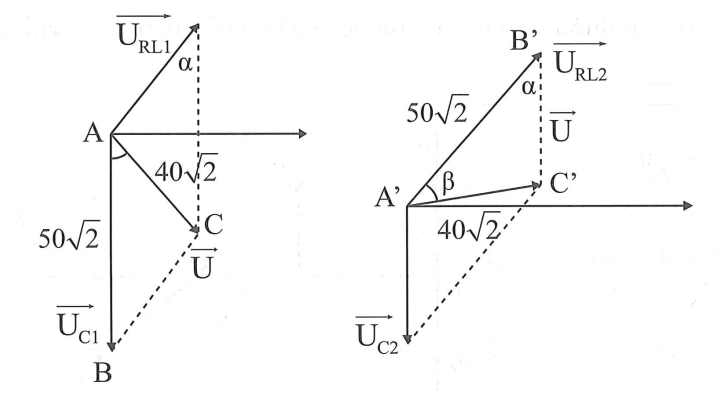 U_RL1
α
A
40√2
C
U
50√2
U_C1
B
B'
U_RL2
α
50√2
U
β
C'
A'
40√2
U_C2